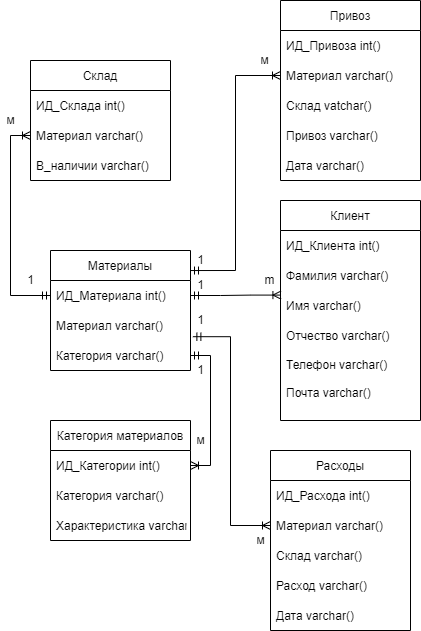 Привоз
ИД_Привоза int()
Материал varchar()
Склад vatchar()
Привоз varchar()
Дата varchar()
м
Склад
ИД_Склада int()
Материал varchar()
В_наличии varchar()
м
Клиент
ИД_Клиента int()
Фамилия varchar()
Имя varchar()
Отчество varchar()
Телефон varchar()
Почта varchar()
m
Материалы
ИД_Материала int()
Материал varchar()
Категория varchar()
1
1
1
1
1
Категория материалов
ИД_Категории int()
Категория varchar()
Характеристика varchar
м
Расходы
ИД_Расхода int()
Материал varchar()
Склад varchar()
Расход varchar()
Дата varchar()
м